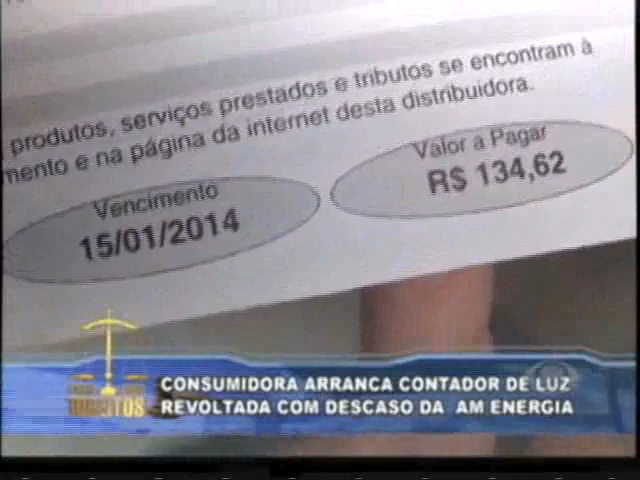 produtos, serviços prestados e tributos se encontram à
mento e na página da internet desta distribuidora.
Vencimento
15/01/2014
Valor a Pagar
R$ 134,62
CONSUMIDORA ARRANCA CONTADOR DE LUZ
REVOLTADA COM DESCASO DA AM ENERGIA